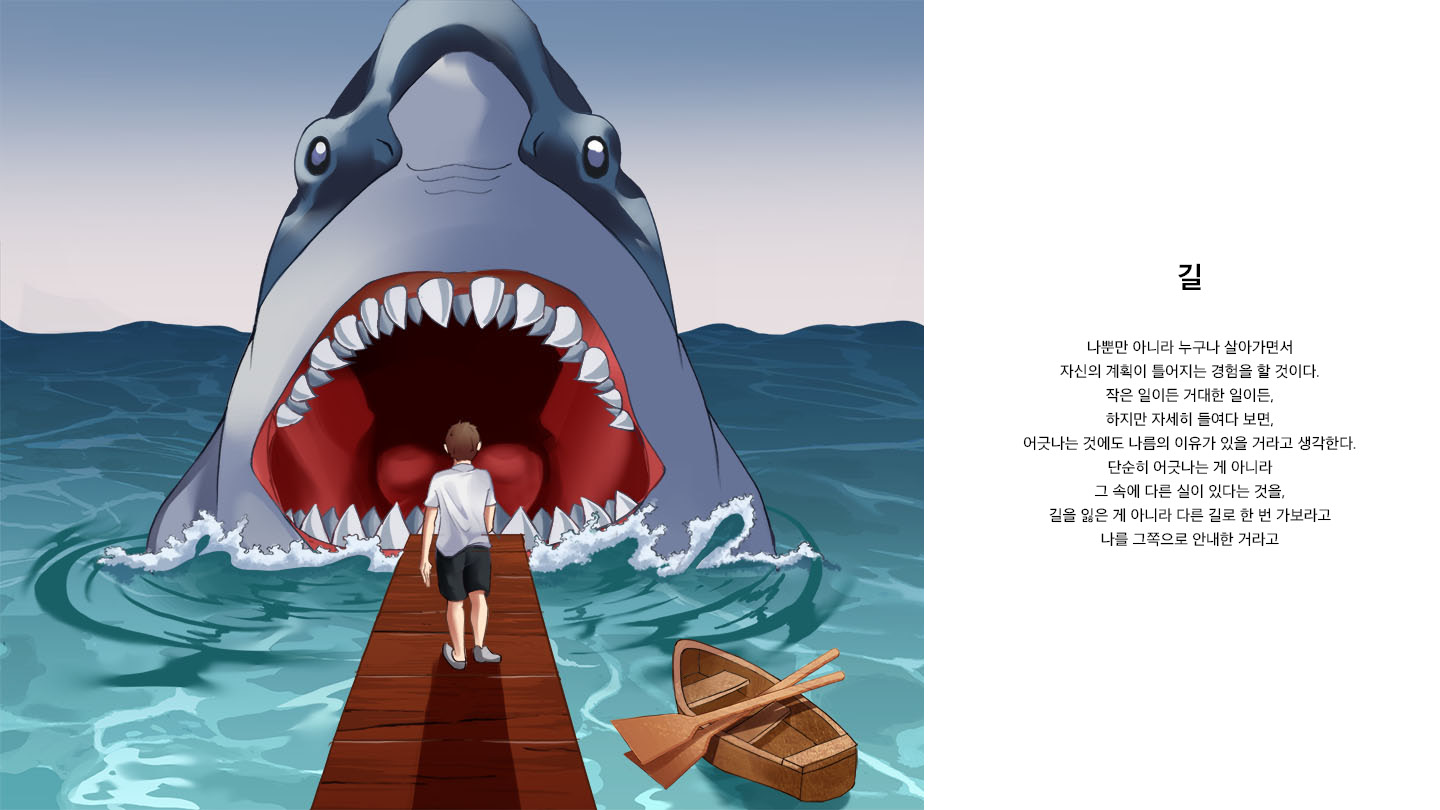 길
나뿐만 아니라 누구나 살아가면서
자신의 계획이 틀어지는 경험을 할 것이다.
작은 일이든 거대한 일이든,
하지만 자세히 들여다 보면,
어긋나는 것에도 나름의 이유가 있을 거라고 생각한다.
단순히 어긋나는 게 아니라
그 속에 다른 실이 있다는 것을,
길을 잃은 게 아니라 다른 길로 한 번 가보라고
나를 그쪽으로 안내한 거라고